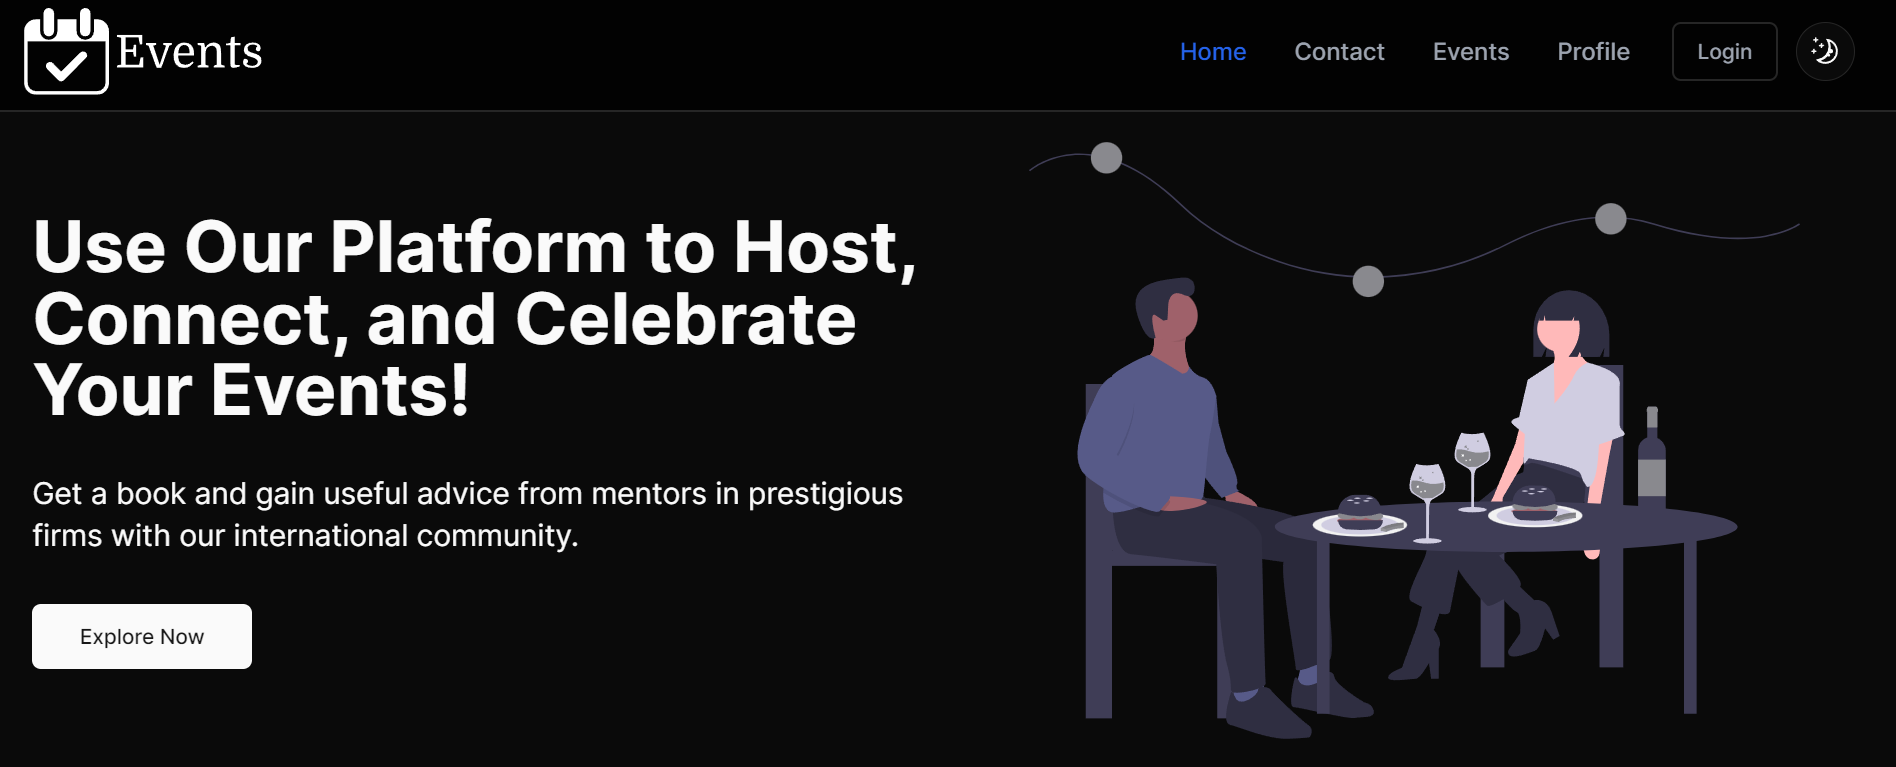 Events
Home Contact Events Profile Login
Use Our Platform to Host,
Connect, and Celebrate
Your Events!
Get a book and gain useful advice from mentors in prestigious
firms with our international community.
Explore Now